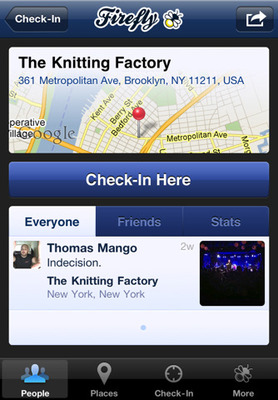 Check-In
Firefly
The Knitting Factory
361 Metropolitan Ave, Brooklyn, NY 11211, USA
Kent Ave
Berry St
Bedford Ave
perative
Village
Google
Metropolitan Ave
Check-In Here
Everyone
Friends
Stats
Thomas Mango
2w
Indecision.
The Knitting Factory
New York, New York
People
Places
Check-In
More